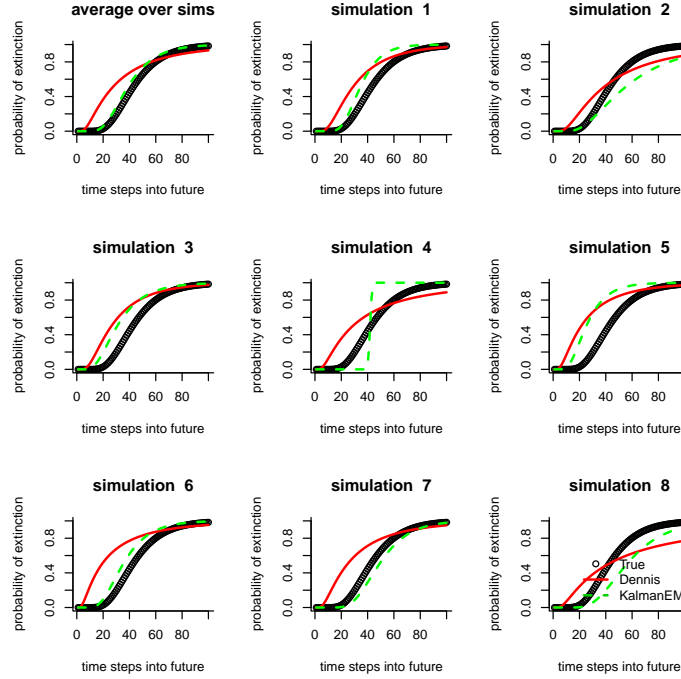 average over sims
simulation 1
simulation 2
probability of extinction
0.0 0.4 0.8
0 20 40 60 80
time steps into future
probability of extinction
0.0 0.4 0.8
0 20 40 60 80
time steps into future
probability of extinction
0.0 0.4 0.8
0 20 40 60 80
time steps into future
simulation 3
simulation 4
simulation 5
probability of extinction
0.0 0.4 0.8
0 20 40 60 80
time steps into future
probability of extinction
0.0 0.4 0.8
0 20 40 60 80
time steps into future
probability of extinction
0.0 0.4 0.8
0 20 40 60 80
time steps into future
simulation 6
simulation 7
simulation 8
probability of extinction
0.0 0.4 0.8
0 20 40 60 80
time steps into future
probability of extinction
0.0 0.4 0.8
0 20 40 60 80
time steps into future
probability of extinction
0.0 0.4 0.8
True
Dennis
KalmanEM
0 20 40 60 80
time steps into future